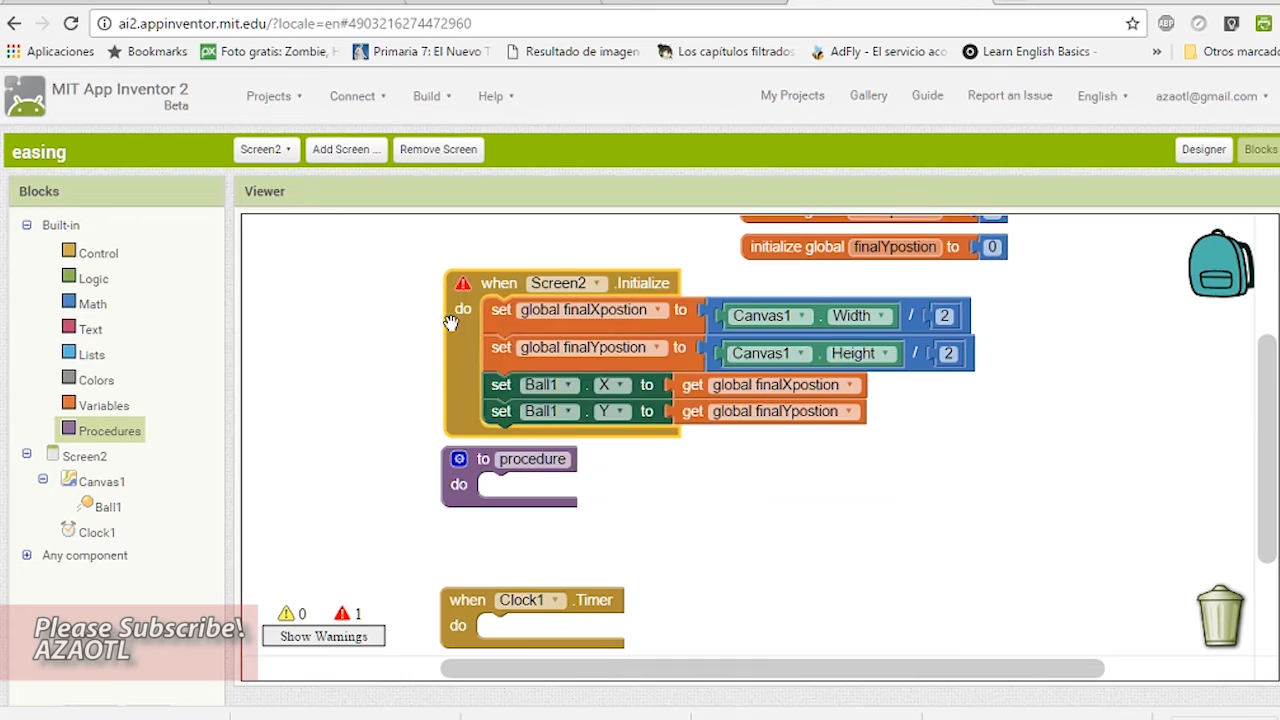 ai2.appinventor.mit.edu/?locale=en#4903216274472960
ABP
Aplicaciones Bookmarks px Foto gratis: Zombie, H Primaria 7: El Nuevo T Resultado de imagen Los capítulos filtrados AdFly - El servicio aco Learn English Basics - » Otros marcad
MIT App Inventor 2
Beta
Projects Connect Build Help My Projects Gallery Guide Report an Issue English azaotl@gmail.com
easing Screen2 Add Screen ... Remove Screen Designer Blocks
Blocks
Viewer
Built-in
Control
Logic
Math
Text
Lists
Colors
Variables
Procedures
Screen2
Canvas1
Ball1
Clock1
Any component
initialize global finalYpostion to 0
when Screen2 .Initialize
do set global finalXpostion to Canvas1 . Width / 2
set global finalYpostion to Canvas1 . Height / 2
set Ball1 . X to get global finalXpostion
set Ball1 . Y to get global finalYpostion
to procedure
do
when Clock1 .Timer
do
0 1
Show Warnings
Please Subscribe!
AZAOTL